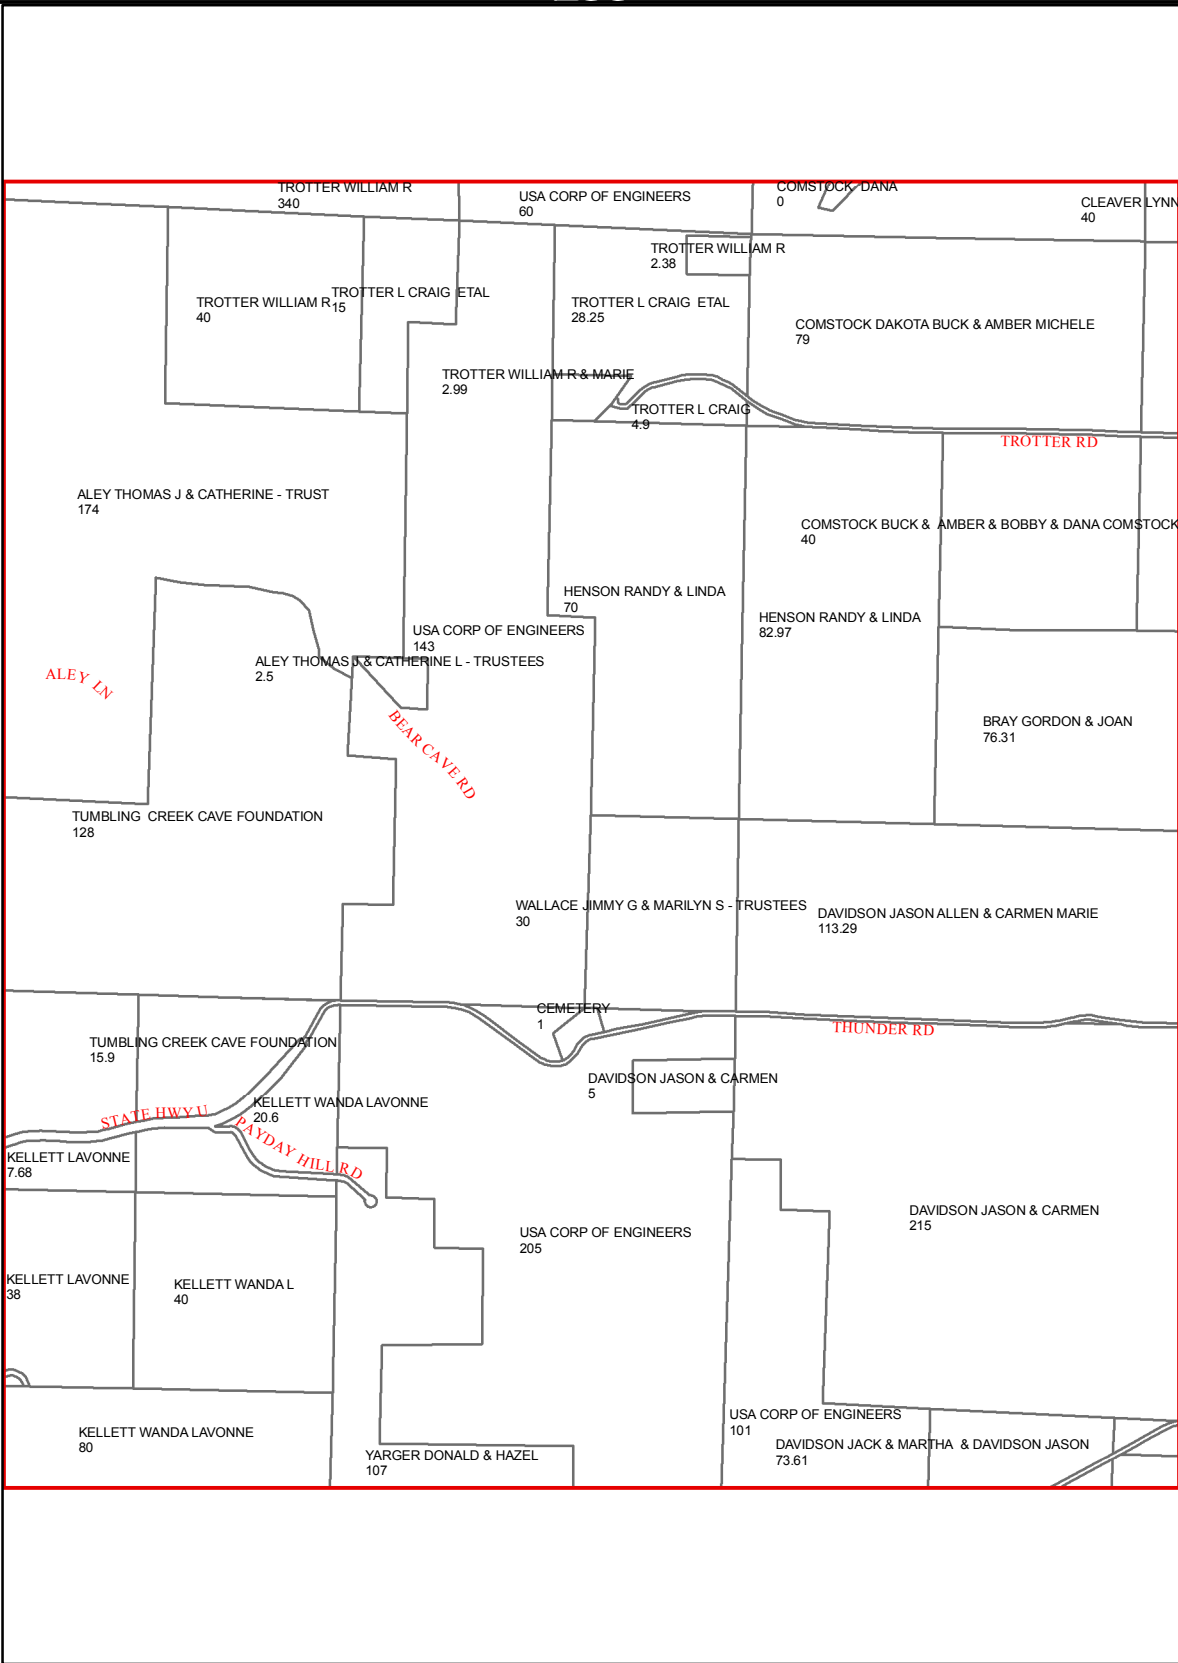 TROTTER WILLIAM R
340
USA CORP OF ENGINEERS
60
COMSTOCK DANA
0
CLEAVER LYNN
40
TROTTER WILLIAM R
2.38
TROTTER WILLIAM R
40
TROTTER L CRAIG ETAL
15
TROTTER L CRAIG ETAL
28.25
COMSTOCK DAKOTA BUCK & AMBER MICHELE
79
TROTTER WILLIAM R & MARIE
2.99
TROTTER L CRAIG
4.9
TROTTER RD
ALEY THOMAS J & CATHERINE - TRUST
174
COMSTOCK BUCK & AMBER & BOBBY & DANA COMSTOCK
40
HENSON RANDY & LINDA
70
HENSON RANDY & LINDA
82.97
USA CORP OF ENGINEERS
143
ALEY THOMAS J & CATHERINE L - TRUSTEES
2.5
ALEY LN
BEAR CAVE RD
BRAY GORDON & JOAN
76.31
TUMBLING CREEK CAVE FOUNDATION
128
WALLACE JIMMY G & MARILYN S - TRUSTEES
30
DAVIDSON JASON ALLEN & CARMEN MARIE
113.29
CEMETERY
1
THUNDER RD
TUMBLING CREEK CAVE FOUNDATION
15.9
DAVIDSON JASON & CARMEN
5
KELLETT WANDA LAVONNE
20.6
STATE HWY U
PAYDAY HILL RD
KELLETT LAVONNE
7.68
DAVIDSON JASON & CARMEN
215
USA CORP OF ENGINEERS
205
KELLETT LAVONNE
38
KELLETT WANDA L
40
USA CORP OF ENGINEERS
101
KELLETT WANDA LAVONNE
80
DAVIDSON JACK & MARTHA & DAVIDSON JASON
73.61
YARGER DONALD & HAZEL
107